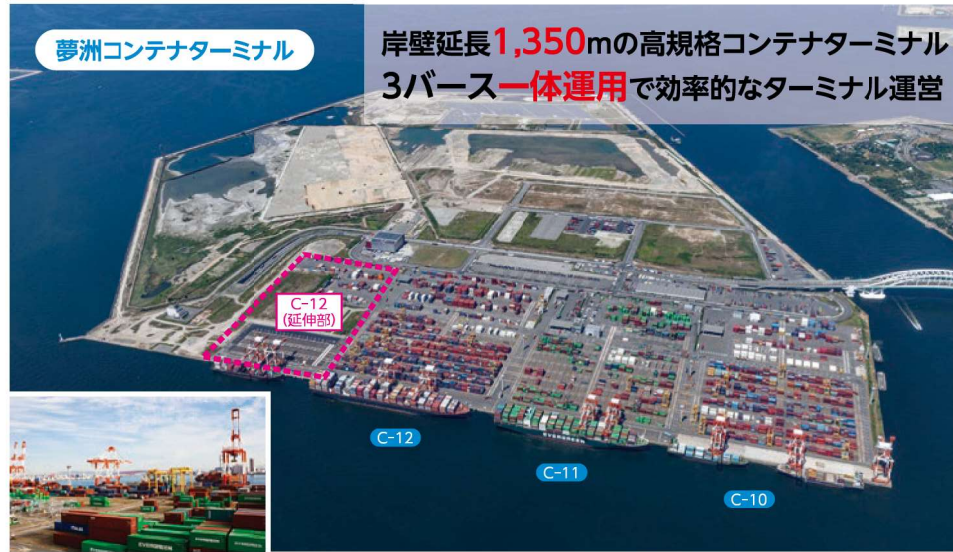 夢洲コンテナターミナル
岸壁延長1,350mの高規格コンテナターミナル
3バース一体運用で効率的なターミナル運営
C-12
(延伸部)
C-12
C-11
C-10
EVERGREEN